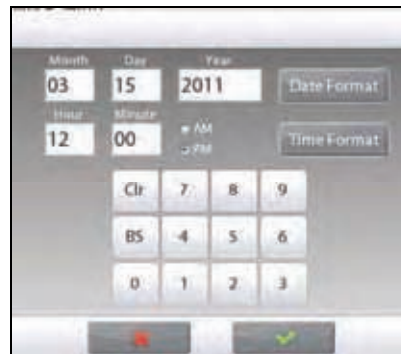 Month Day Year
03 15 2011 Date Format
Hour Minute
12 00 AM
PM Time Format
Clr 7 8 9
BS 4 5 6
0 1 2 3